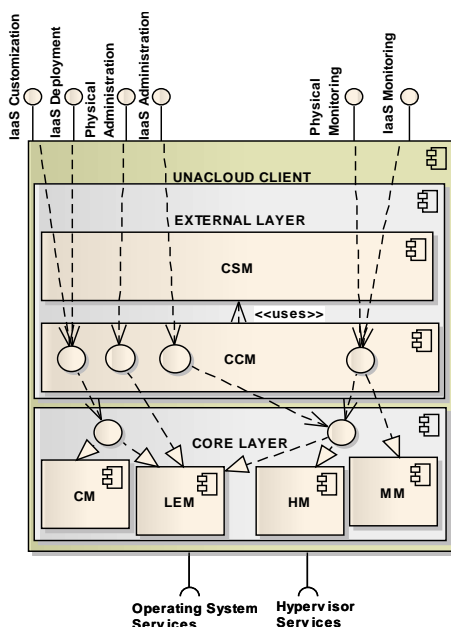 IaaS Customization
IaaS Deployment
Physical
Administration
IaaS Administration
Physical
Monitoring
IaaS Monitoring
UNACLOUD CLIENT
EXTERNAL LAYER
CSM
<<uses>>
CCM
CORE LAYER
CM
LEM
HM
MM
Operating System
Services
Hypervisor
Services